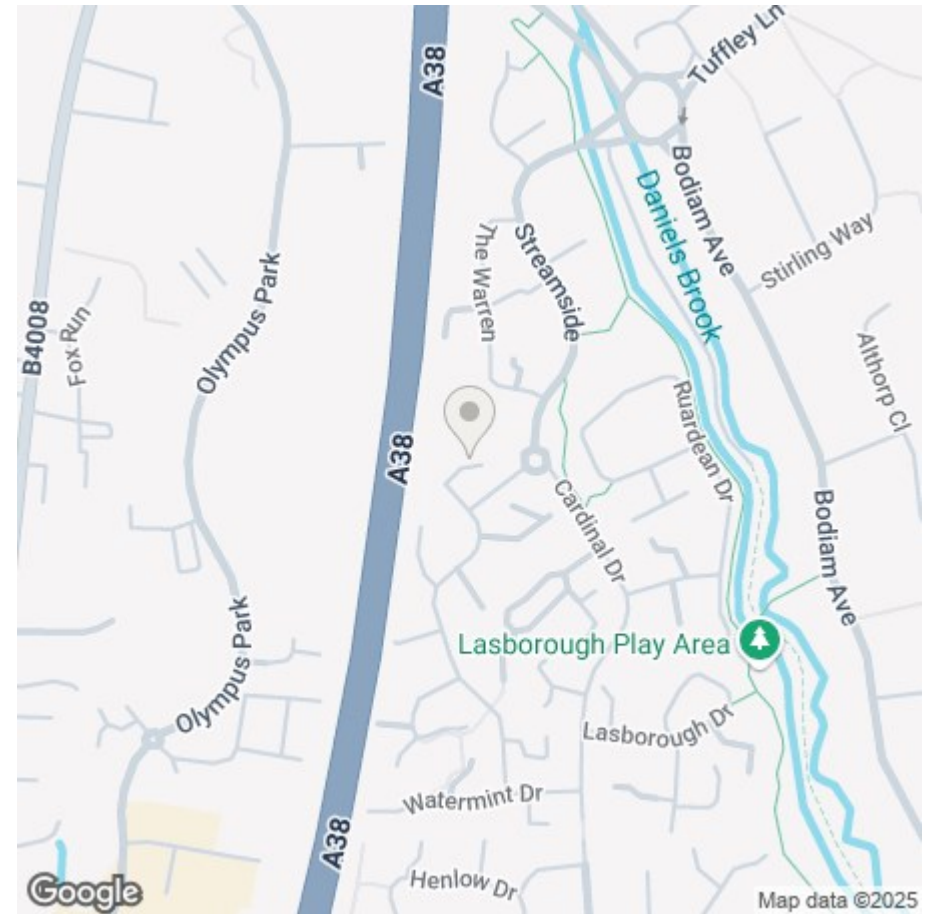 A38
Tuffley Ln
Bodiam Ave
Daniels Brook
Streamside
The Warren
Stirling Way
Olympus Park
B4008
Fox Run
Althorp Cl
Ruardean Dr
A38
Cardinal Dr
Bodiam Ave
Olympus Park
Lasborough Play Area
Lasborough Dr
Watermint Dr
A38
Henlow Dr
Google
Map data ©2025